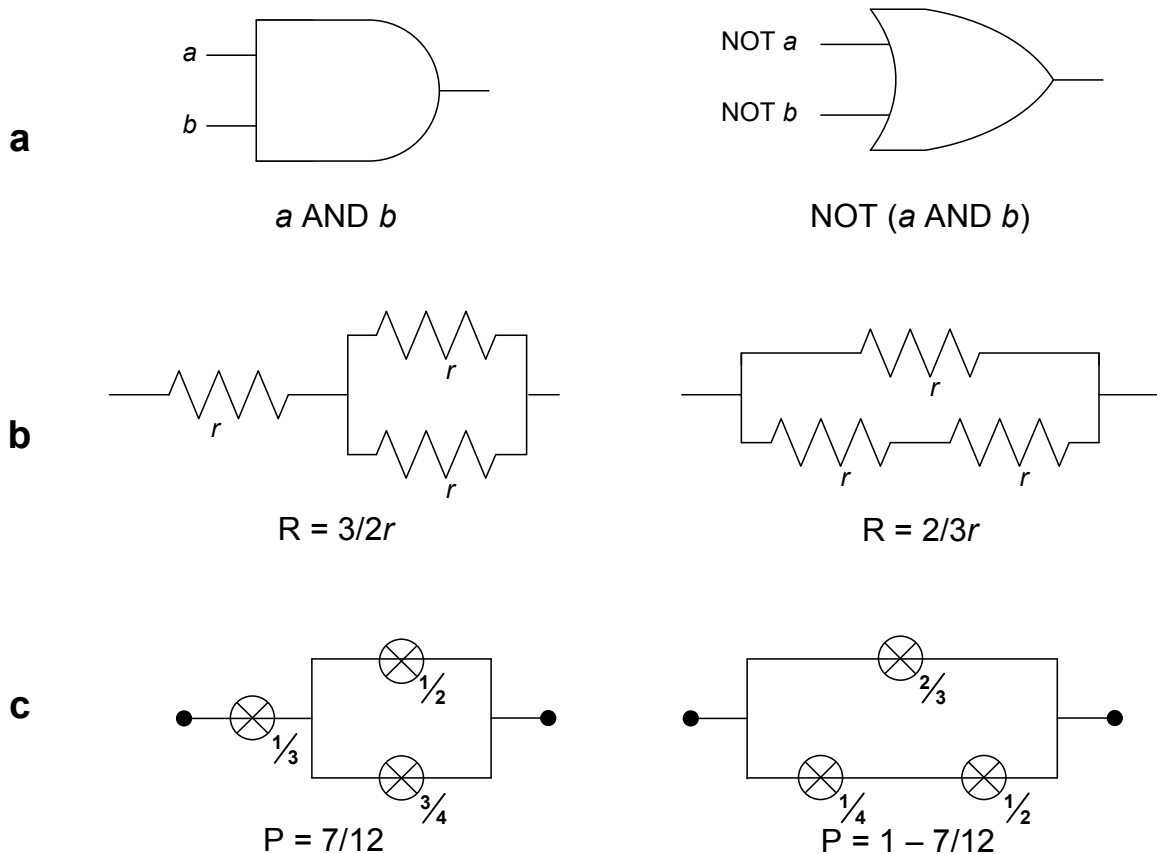 a
a
b
a AND b
NOT a
NOT b
NOT (a AND b)
b
r
r
r
R = 3/2r
r
r
r
R = 2/3r
c
1/3
1/2
3/4
P = 7/12
2/3
1/4
1/2
P = 1 – 7/12